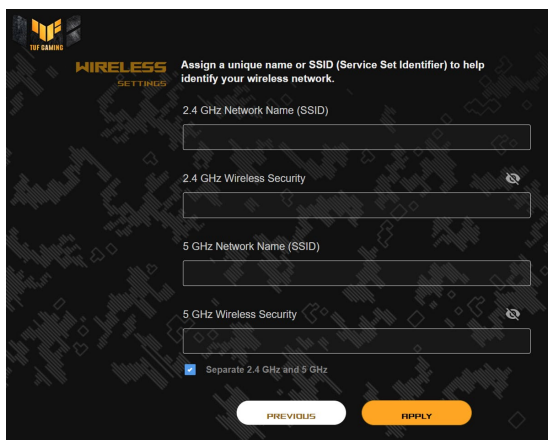 TUF GAMING
WIRELESS
SETTINGS
Assign a unique name or SSID (Service Set Identifier) to help
identify your wireless network.
2.4 GHz Network Name (SSID)
2.4 GHz Wireless Security
5 GHz Network Name (SSID)
5 GHz Wireless Security
Separate 2.4 GHz and 5 GHz
PREVIOUS
APPLY